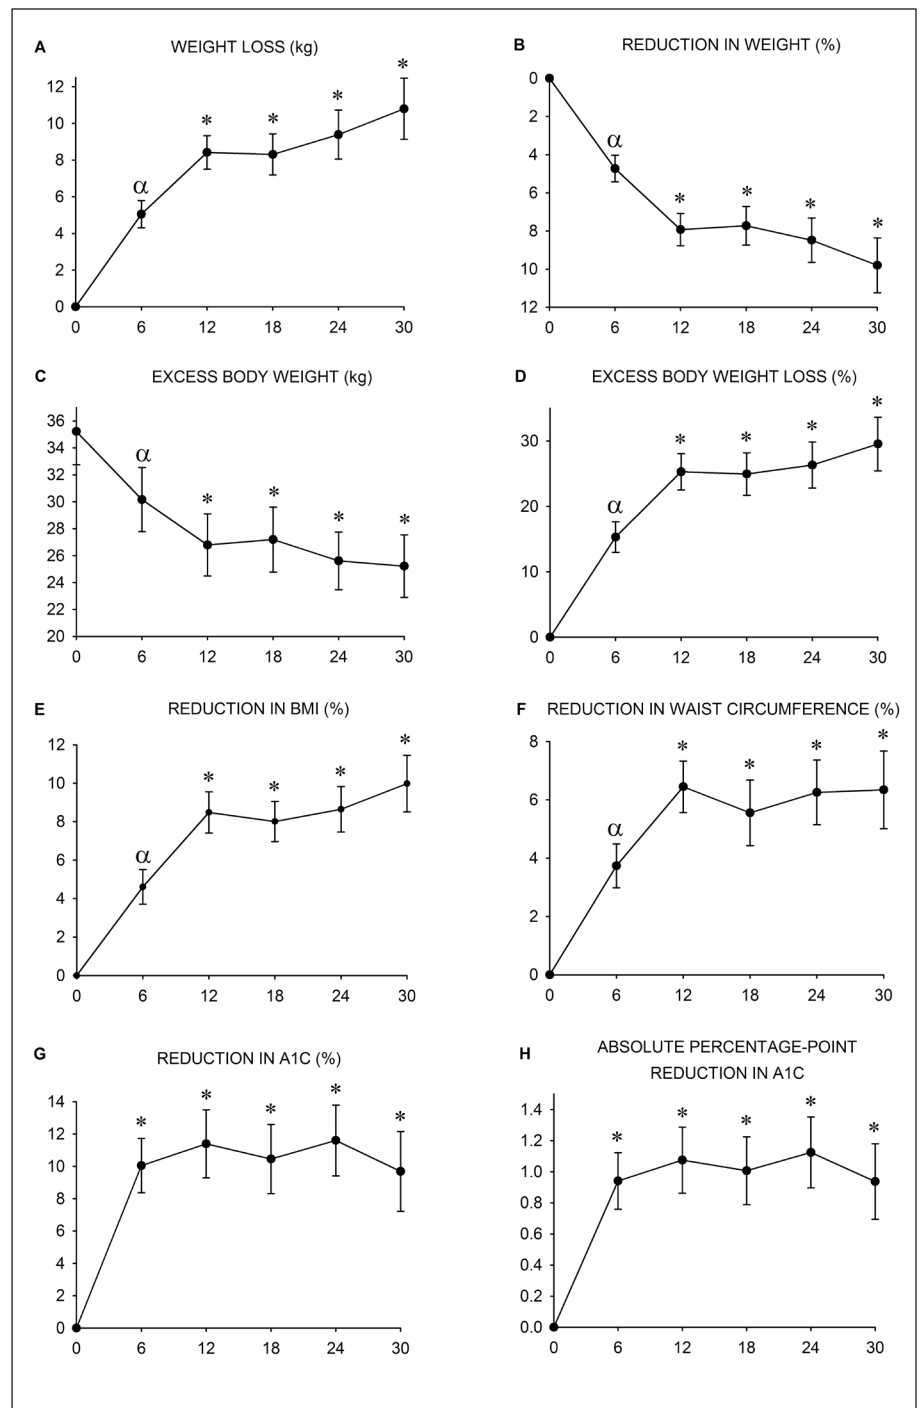 A WEIGHT LOSS (kg)
12
10
8
6
4
2
0
0 6 12 18 24 30
α * * * *
B REDUCTION IN WEIGHT (%)
0
2
4
6
8
10
12
0 6 12 18 24 30
α * * * *
C EXCESS BODY WEIGHT (kg)
36
34
32
30
28
26
24
22
20
0 6 12 18 24 30
α * * * *
D EXCESS BODY WEIGHT LOSS (%)
30
20
10
0
0 6 12 18 24 30
α * * * *
E REDUCTION IN BMI (%)
12
10
8
6
4
2
0
0 6 12 18 24 30
α * * * *
F REDUCTION IN WAIST CIRCUMFERENCE (%)
8
6
4
2
0
0 6 12 18 24 30
α * * * *
G REDUCTION IN A1C (%)
14
12
10
8
6
4
2
0
0 6 12 18 24 30
* * * * *
H ABSOLUTE PERCENTAGE-POINT
REDUCTION IN A1C
1.4
1.2
1.0
0.8
0.6
0.4
0.2
0.0
0 6 12 18 24 30
* * * * *